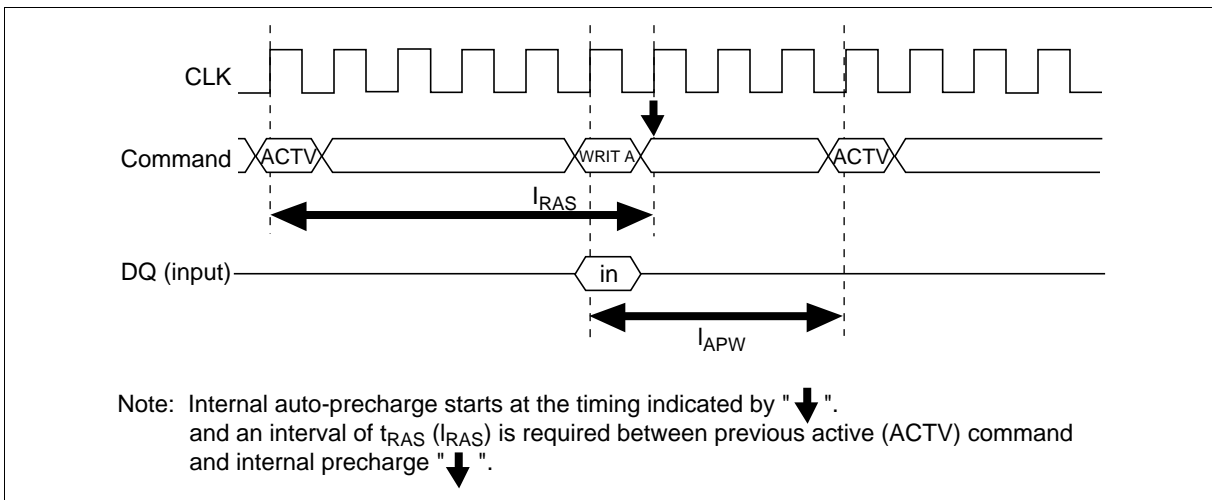 CLK
Command ACTV WRIT A ACTV
lRAS
DQ (input) in
lAPW
Note: Internal auto-precharge starts at the timing indicated by " ".
and an interval of tRAS (lRAS) is required between previous active (ACTV) command
and internal precharge " ".